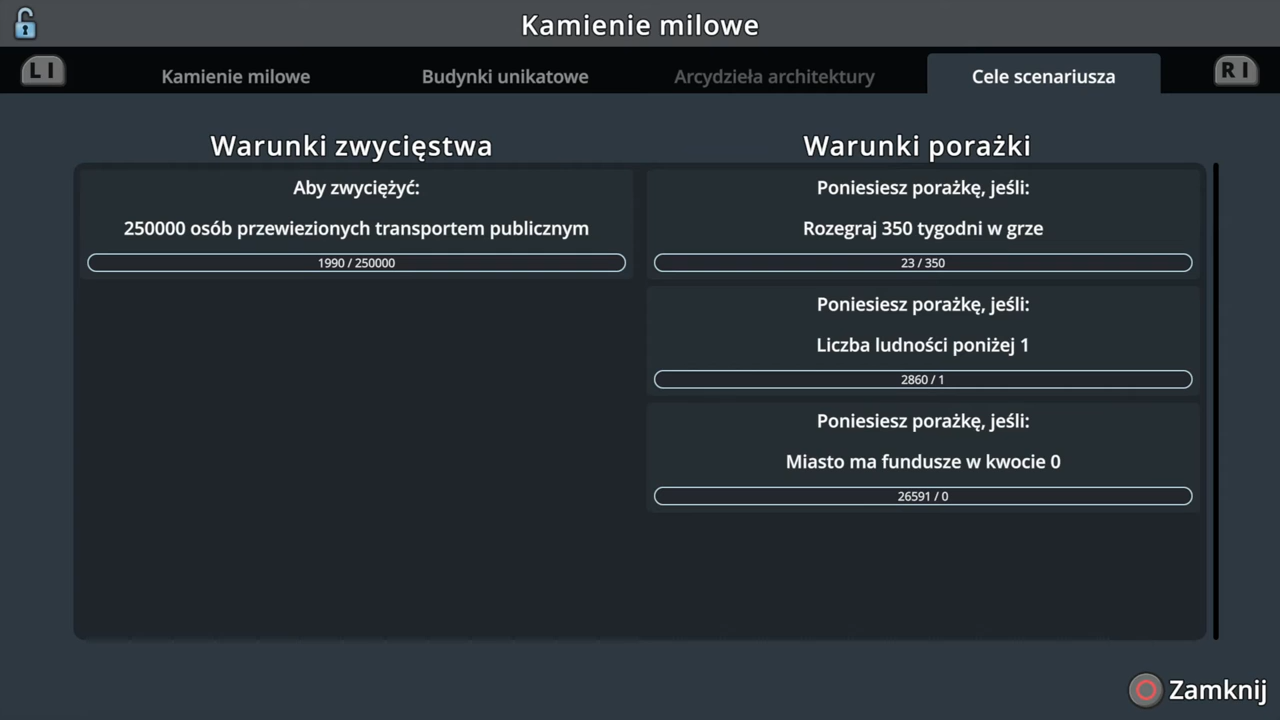 Kamienie milowe
L1
Kamienie milowe
Budynki unikatowe
Arcydzieła architektury
Cele scenariusza
R1
Warunki zwycięstwa
Aby zwyciężyć:
250000 osób przewiezionych transportem publicznym
1990 / 250000
Warunki porażki
Poniesiesz porażkę, jeśli:
Rozegraj 350 tygodni w grze
23 / 350
Poniesiesz porażkę, jeśli:
Liczba ludności poniżej 1
2860 / 1
Poniesiesz porażkę, jeśli:
Miasto ma fundusze w kwocie 0
26591 / 0
Zamknij